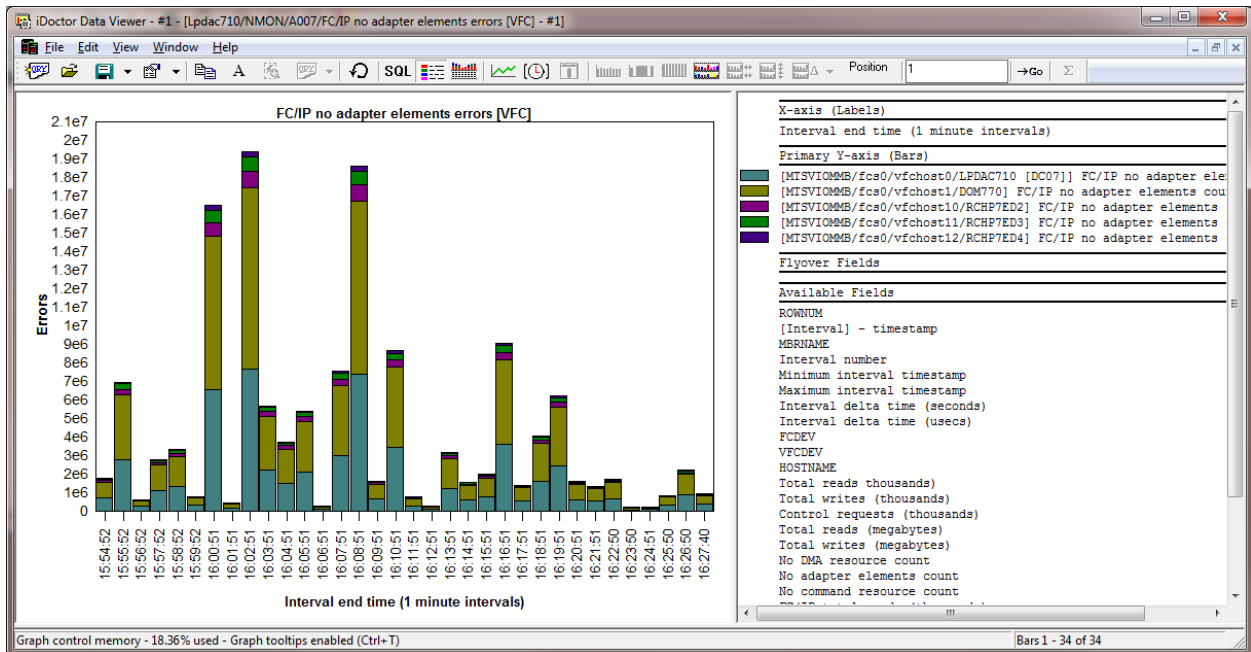 iDoctor Data Viewer - #1 - [Lpdac710/NMON/A007/FC/IP no adapter elements errors [VFC] - #1]
File Edit View Window Help
QRY A QRY SQL Position 1 Go Σ
FC/IP no adapter elements errors [VFC]
2.1e7
2e7
1.9e7
1.8e7
1.7e7
1.6e7
1.5e7
1.4e7
1.3e7
1.2e7
1.1e7
1e7
9e6
8e6
7e6
6e6
5e6
4e6
3e6
2e6
1e6
0
Errors
15:54:52
15:55:52
15:56:52
15:57:52
15:58:52
15:59:52
16:00:51
16:01:51
16:02:51
16:03:51
16:04:51
16:05:51
16:06:51
16:07:51
16:08:51
16:09:51
16:10:51
16:11:51
16:12:51
16:13:51
16:14:51
16:15:51
16:16:51
16:17:51
16:18:51
16:19:51
16:20:51
16:21:51
16:22:50
16:23:50
16:24:51
16:25:50
16:26:50
16:27:40
Interval end time (1 minute intervals)
X-axis (Labels)
Interval end time (1 minute intervals)
Primary Y-axis (Bars)
[MTSVIOMMB/fcs0/vfchost0/LPDAC710 [DC07]] FC/IP no adapter ele
[MTSVIOMMB/fcs0/vfchost1/DOM770] FC/IP no adapter elements cou
[MTSVIOMMB/fcs0/vfchost10/RCHP7ED2] FC/IP no adapter elements
[MTSVIOMMB/fcs0/vfchost11/RCHP7ED3] FC/IP no adapter elements
[MTSVIOMMB/fcs0/vfchost12/RCHP7ED4] FC/IP no adapter elements
Flyover Fields
Available Fields
ROWNUM
[Interval] - timestamp
MBRNAME
Interval number
Minimum interval timestamp
Maximum interval timestamp
Interval delta time (seconds)
Interval delta time (usecs)
FCDEV
VFCDEV
HOSTNAME
Total reads thousands)
Total writes (thousands)
Control requests (thousands)
Total reads (megabytes)
Total writes (megabytes)
No DMA resource count
No adapter elements count
No command resource count
Graph control memory - 18.36% used - Graph tooltips enabled (Ctrl+T)
Bars 1 - 34 of 34